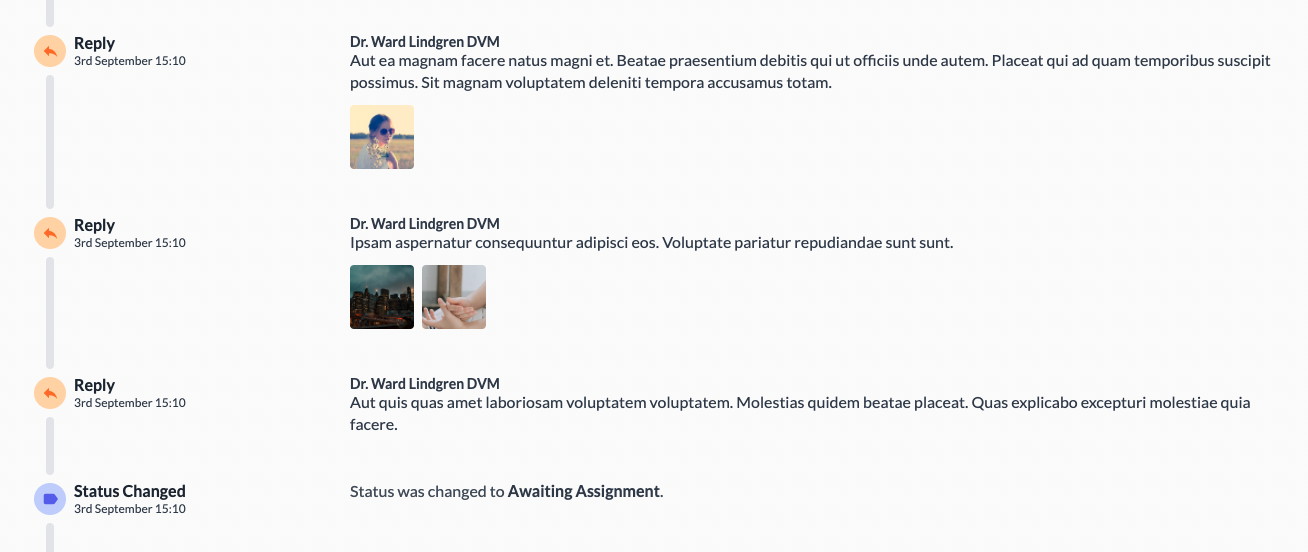 Reply
3rd September 15:10
Dr. Ward Lindgren DVM
Aut ea magnam facere natus magni et. Beatae praesentium debitis qui ut officiis unde autem. Placeat qui ad quam temporibus suscipit
possimus. Sit magnam voluptatem deleniti tempora accusamus totam.
Reply
3rd September 15:10
Dr. Ward Lindgren DVM
Ipsam aspernatur consequuntur adipisci eos. Voluptate pariatur repudiandae sunt sunt.
Reply
3rd September 15:10
Dr. Ward Lindgren DVM
Aut quis quas amet laboriosam voluptatem voluptatem. Molestias quidem beatae placeat. Quas explicabo excepturi molestiae quia
facere.
Status Changed
3rd September 15:10
Status was changed to Awaiting Assignment.